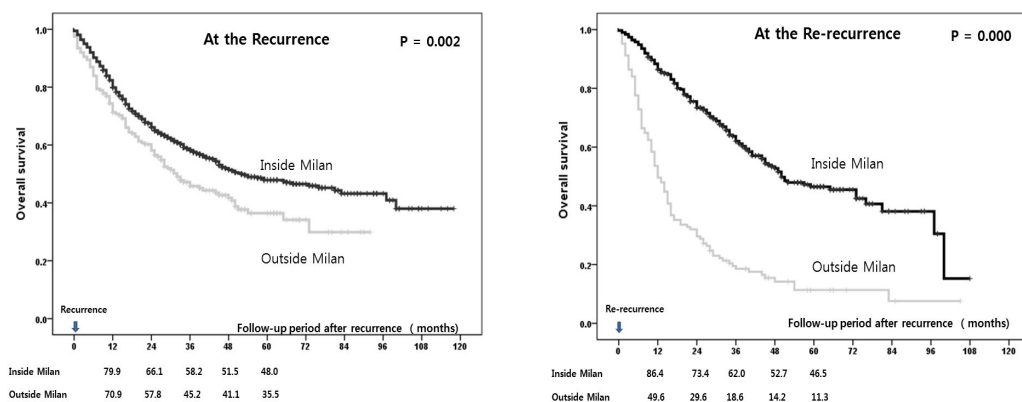 At the Recurrence
P = 0.002
1.0
0.8
0.6
0.4
0.2
0.0
Overall survival
Inside Milan
Outside Milan
Recurrence
Follow-up period after recurrence ( months)
0 12 24 36 48 60 72 84 96 108 120
Inside Milan 79.9 66.1 58.2 51.5 48.0
Outside Milan 70.9 57.8 45.2 41.1 35.5
At the Re-recurrence
P = 0.000
1.0
0.8
0.6
0.4
0.2
0.0
Overall survival
Inside Milan
Outside Milan
Re-recurrence
Follow-up period after recurrence ( months)
0 12 24 36 48 60 72 84 96 108 120
Inside Milan 86.4 73.4 62.0 52.7 46.5
Outside Milan 49.6 29.6 18.6 14.2 11.3